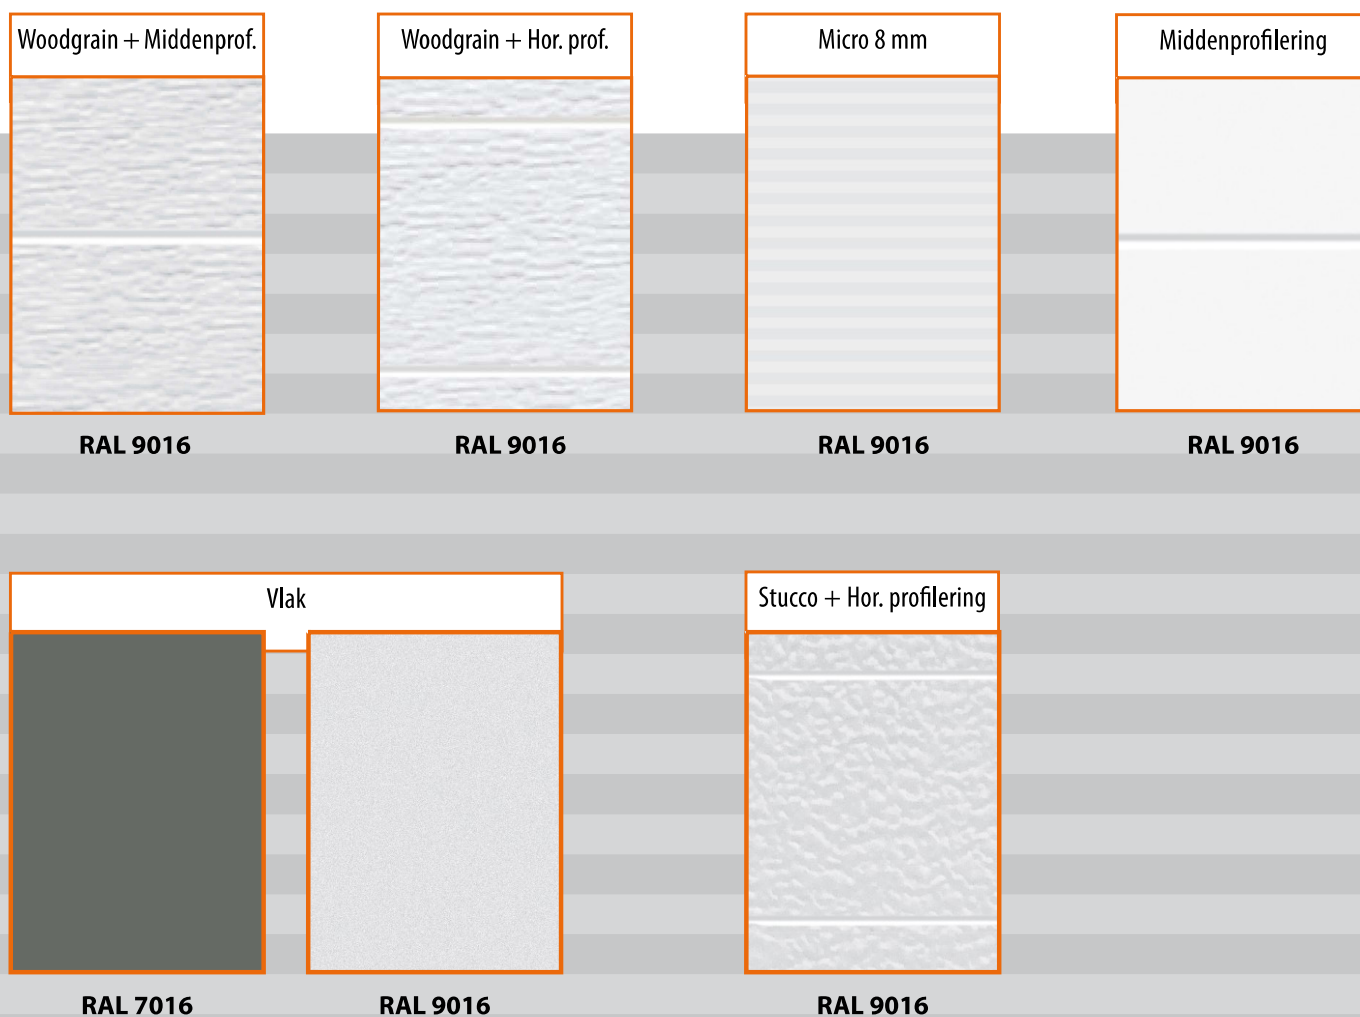 Woodgrain + Middenprof.
Woodgrain + Hor. prof.
Micro 8 mm
Middenprofilering
RAL 9016
RAL 9016
RAL 9016
RAL 9016
Vlak
Stucco + Hor. profilering
RAL 7016
RAL 9016
RAL 9016